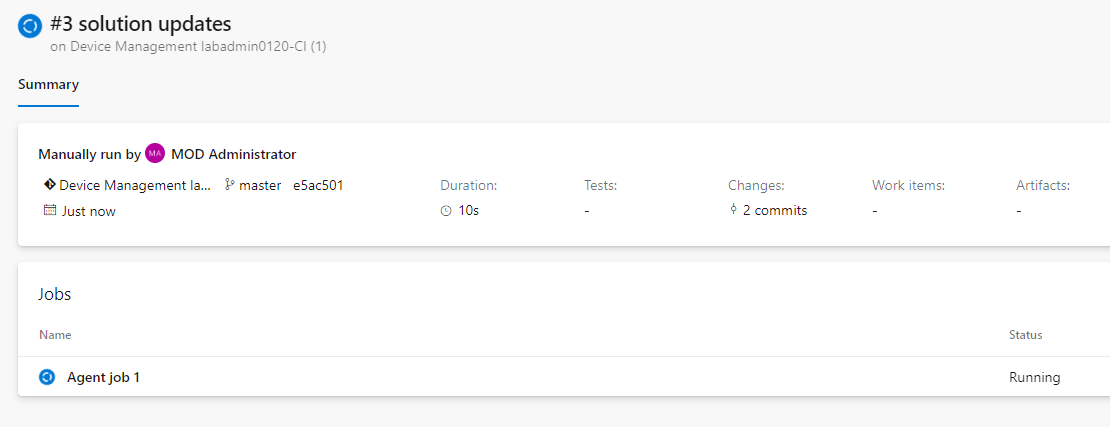 #3 solution updates
on Device Management labadmin0120-CI (1)
Summary
Manually run by MA MOD Administrator
Device Management la... master e5ac501 Duration: Tests: Changes: Work items: Artifacts:
Just now 10s - 2 commits - -
Jobs
Name Status
Agent job 1 Running